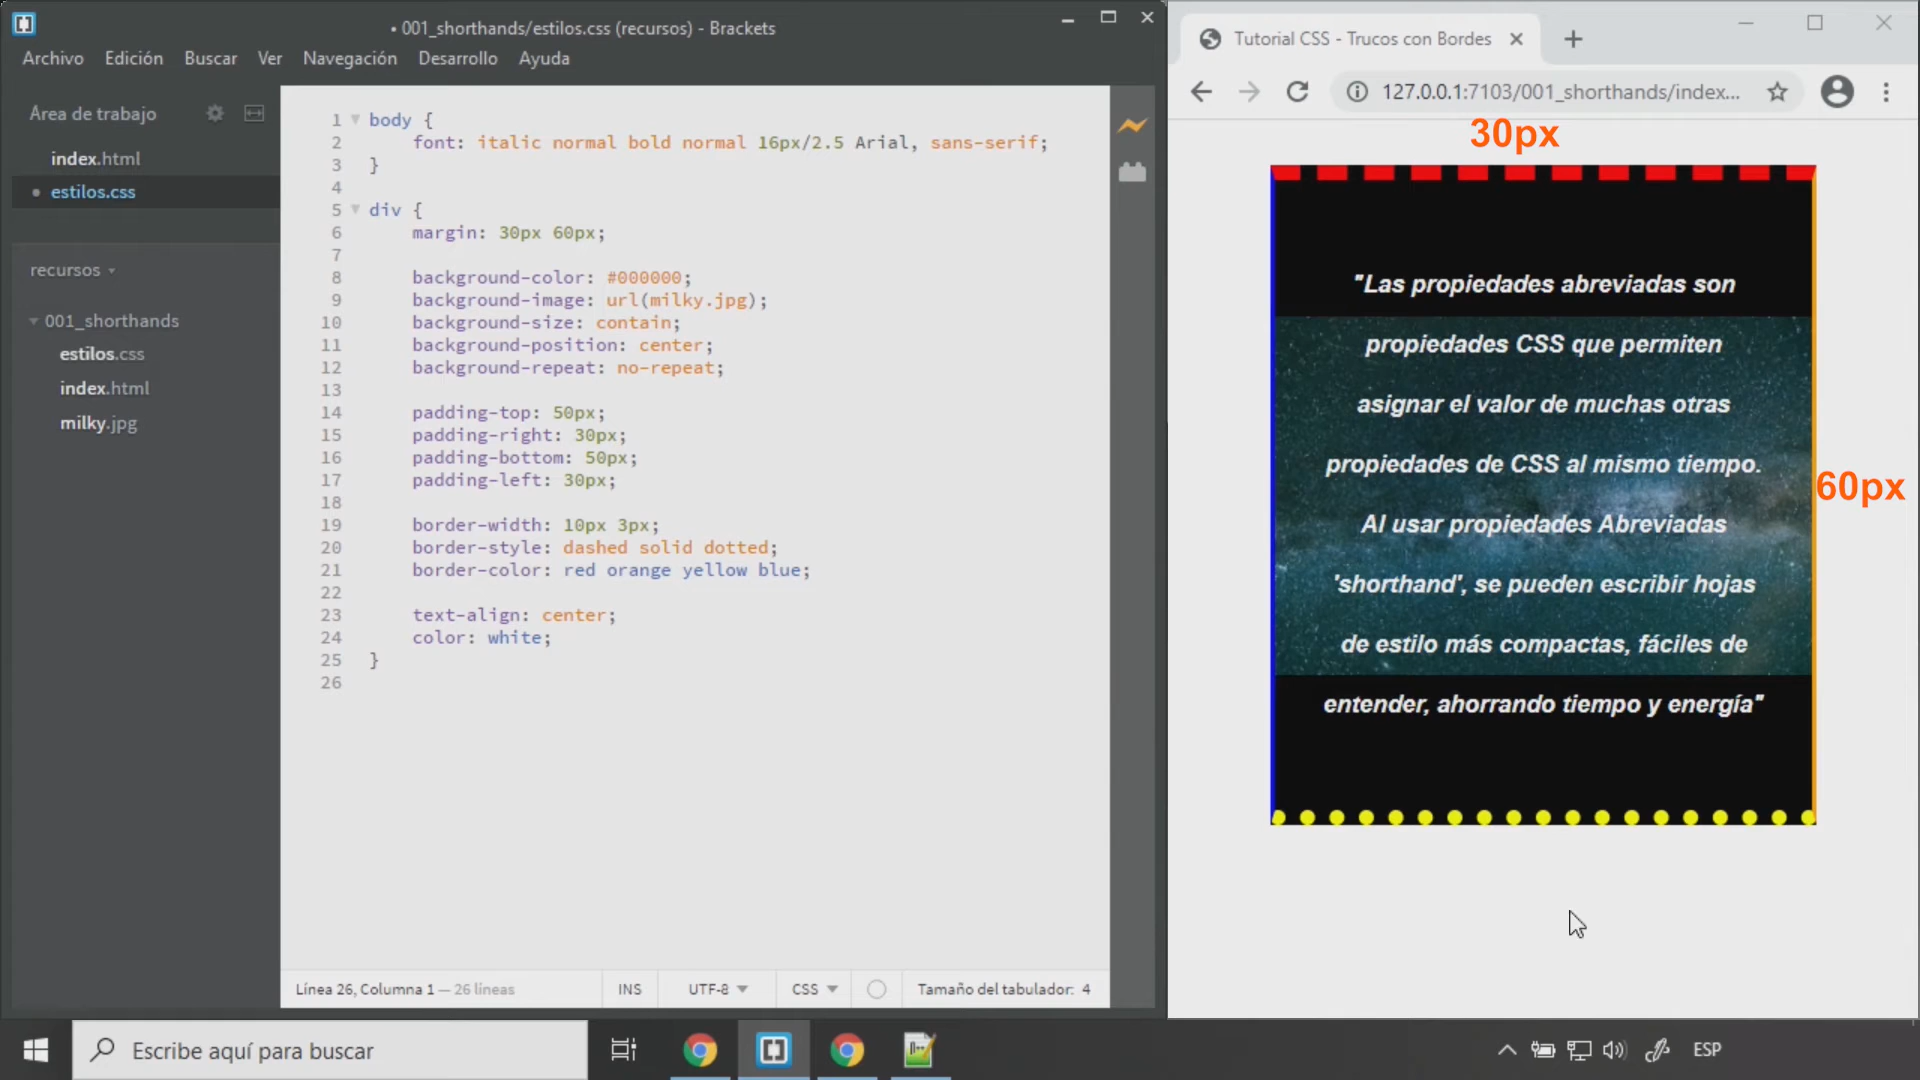 • 001_shorthands/estilos.css (recursos) - Brackets
Archivo Edición Buscar Ver Navegación Desarrollo Ayuda
Área de trabajo
index.html
estilos.css
recursos
001_shorthands
estilos.css
index.html
milky.jpg
1 body {
2 font: italic normal bold normal 16px/2.5 Arial, sans-serif;
3 }
4
5 div {
6 margin: 30px 60px;
7
8 background-color: #000000;
9 background-image: url(milky.jpg);
10 background-size: contain;
11 background-position: center;
12 background-repeat: no-repeat;
13
14 padding-top: 50px;
15 padding-right: 30px;
16 padding-bottom: 50px;
17 padding-left: 30px;
18
19 border-width: 10px 3px;
20 border-style: dashed solid dotted;
21 border-color: red orange yellow blue;
22
23 text-align: center;
24 color: white;
25 }
26
Línea 26, Columna 1 — 26 líneas INS UTF-8 CSS Tamaño del tabulador: 4
Tutorial CSS - Trucos con Bordes
127.0.0.1:7103/001_shorthands/index...
30px
"Las propiedades abreviadas son
propiedades CSS que permiten
asignar el valor de muchas otras
propiedades de CSS al mismo tiempo.
60px
Al usar propiedades Abreviadas
'shorthand', se pueden escribir hojas
de estilo más compactas, fáciles de
entender, ahorrando tiempo y energía"
Escribe aquí para buscar
ESP